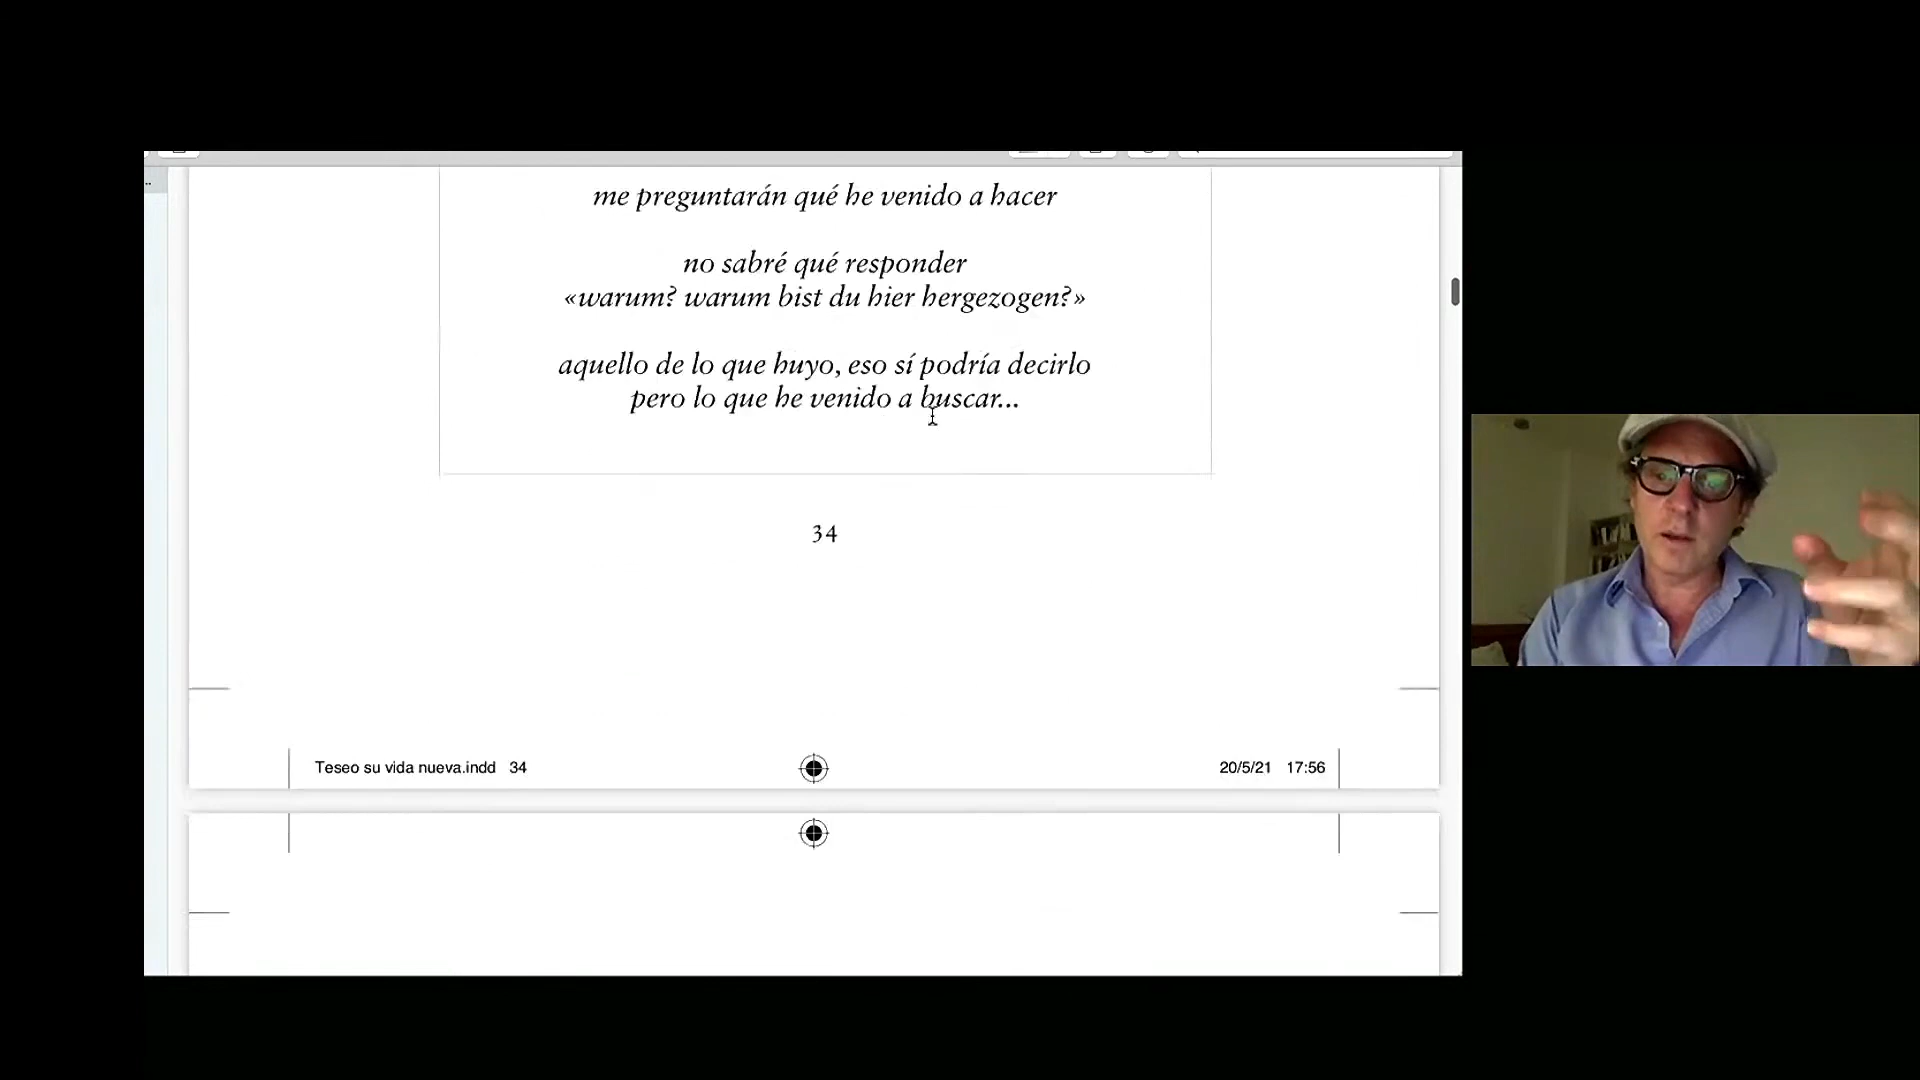 me preguntarán qué he venido a hacer
no sabré qué responder
«warum? warum bist du hier hergezogen?»
aquello de lo que huyo, eso sí podría decirlo
pero lo que he venido a buscar...
34
Teseo su vida nueva.indd 34
20/5/21 17:56